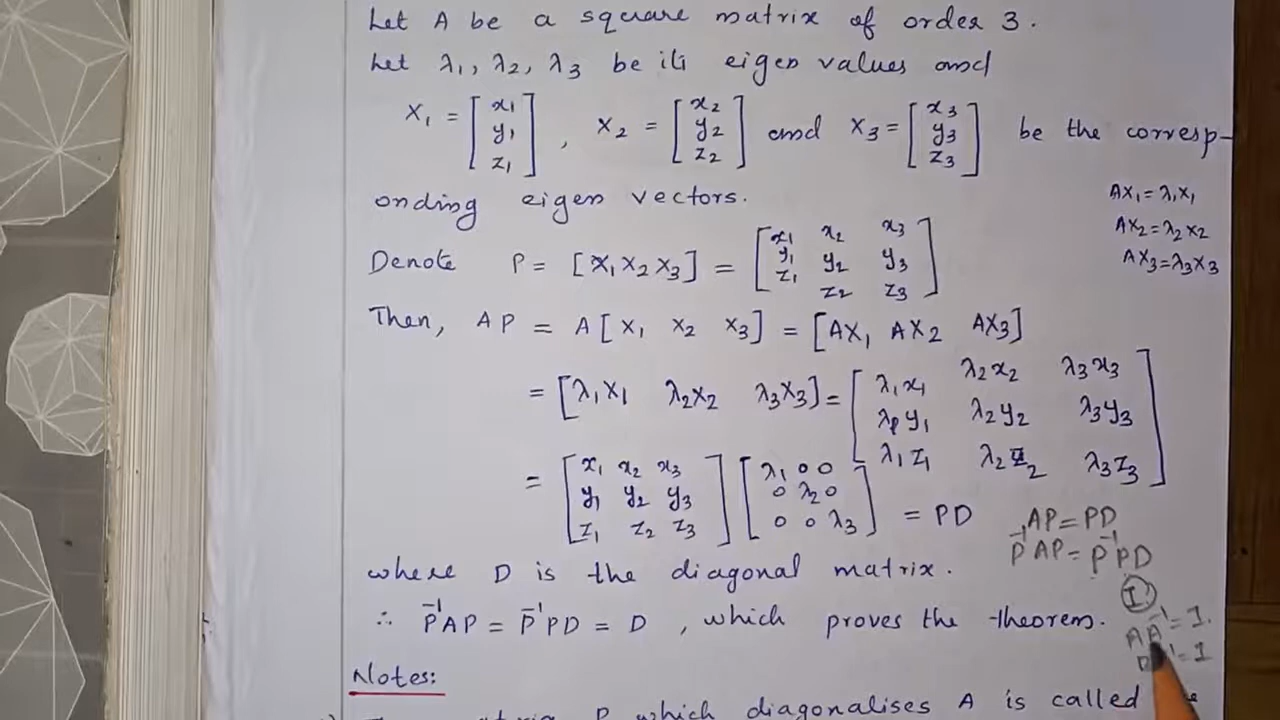 Let A be a square matrix of order 3.
Let λ₁, λ₂, λ₃ be its eigen values and
X₁ = [x₁ y₁ z₁], X₂ = [x₂ y₂ z₂] and X₃ = [x₃ y₃ z₃] be the corresp-
onding eigen vectors.
AX₁ = λ₁X₁
AX₂ = λ₂X₂
AX₃ = λ₃X₃
Denote P = [X₁ X₂ X₃] = [x₁ x₂ x₃ y₁ y₂ y₃ z₁ z₂ z₃]
Then, AP = A[X₁ X₂ X₃] = [AX₁ AX₂ AX₃]
= [λ₁X₁ λ₂X₂ λ₃X₃] = [λ₁x₁ λ₂x₂ λ₃x₃ λ₁y₁ λ₂y₂ λ₃y₃ λ₁z₁ λ₂z₂ λ₃z₃]
= [x₁ x₂ x₃ y₁ y₂ y₃ z₁ z₂ z₃] [λ₁ 0 0 0 λ₂ 0 0 0 λ₃] = PD
AP = PD
P⁻¹AP = P⁻¹PD
I
AA⁻¹ = I.
= I
where D is the diagonal matrix.
∴ P⁻¹AP = P⁻¹PD = D, which proves the theorem.
Notes:
P which diagonalises A is called